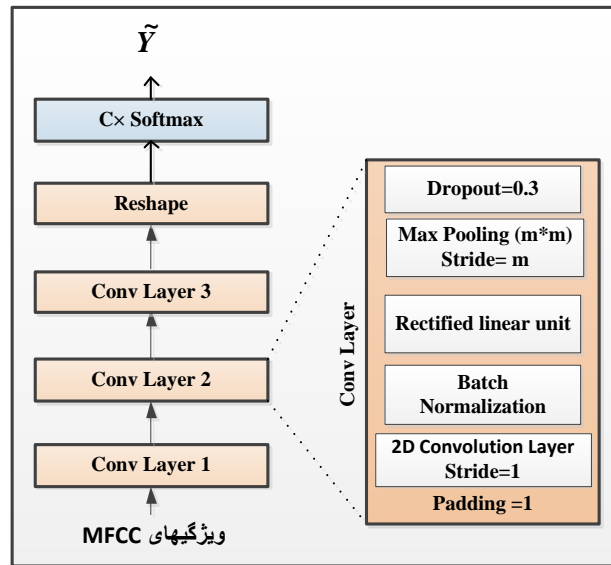 Ỹ
C× Softmax
Reshape
Conv Layer 3
Conv Layer 2
Conv Layer 1
ویژگیهای MFCC
Conv Layer
Dropout=0.3
Max Pooling (m*m)
Stride= m
Rectified linear unit
Batch
Normalization
2D Convolution Layer
Stride=1
Padding =1